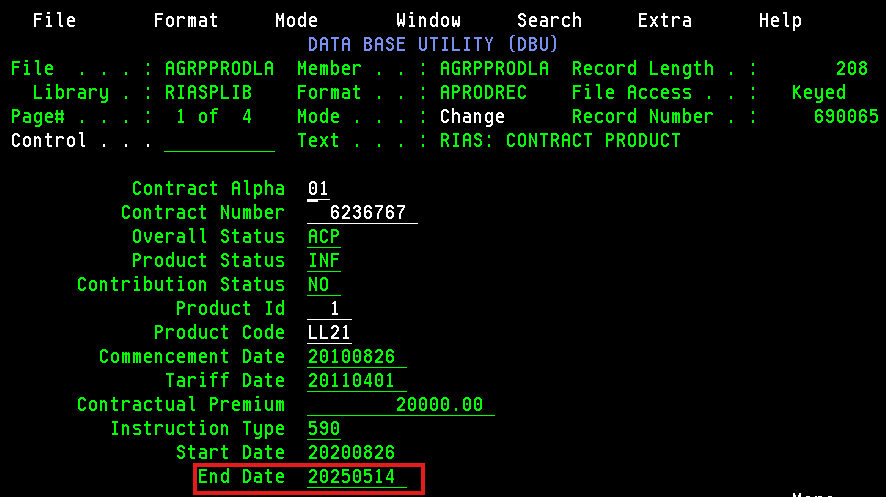 File Format Mode Window Search Extra Help
DATA BASE UTILITY (DBU)
File . . . : AGRPPRODLA Member . . : AGRPPRODLA Record Length . : 208
Library . : RIASPLIB Format . . : APRODREC File Access . . : Keyed
Page# . . . : 1 of 4 Mode . . . : Change Record Number . : 690065
Control . . . Text . . . : RIAS: CONTRACT PRODUCT
Contract Alpha 01
Contract Number 6236767
Overall Status ACP
Product Status INF
Contribution Status NO
Product Id 1
Product Code LL21
Commencement Date 20100826
Tariff Date 20110401
Contractual Premium 20000.00
Instruction Type 590
Start Date 20200826
End Date 20250514